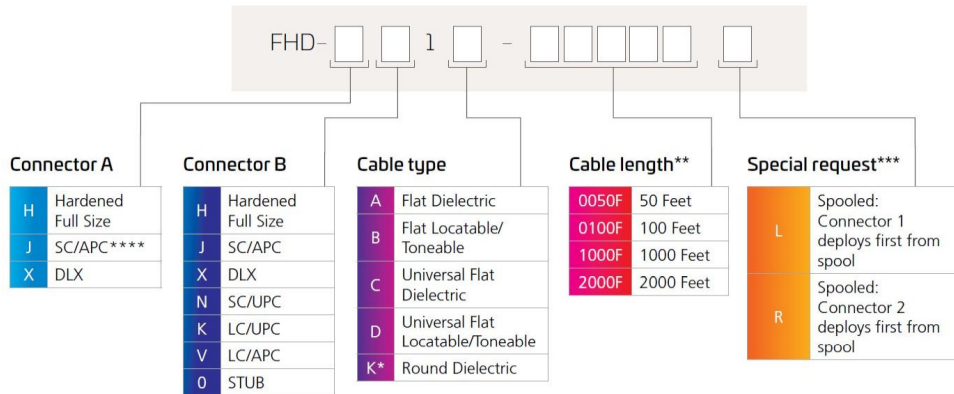 FHD- 1 -
Connector A
H Hardened
Full Size
J SC/APC****
X DLX
Connector B
H Hardened
Full Size
J SC/APC
X DLX
N SC/UPC
K LC/UPC
V LC/APC
0 STUB
Cable type
A Flat Dielectric
B Flat Locatable/
Toneable
C Universal Flat
Dielectric
D Universal Flat
Locatable/Toneable
K* Round Dielectric
Cable length**
0050F 50 Feet
0100F 100 Feet
1000F 1000 Feet
2000F 2000 Feet
Special request***
L Spooled:
Connector 1
deploys first from
spool
R Spooled:
Connector 2
deploys first from
spool